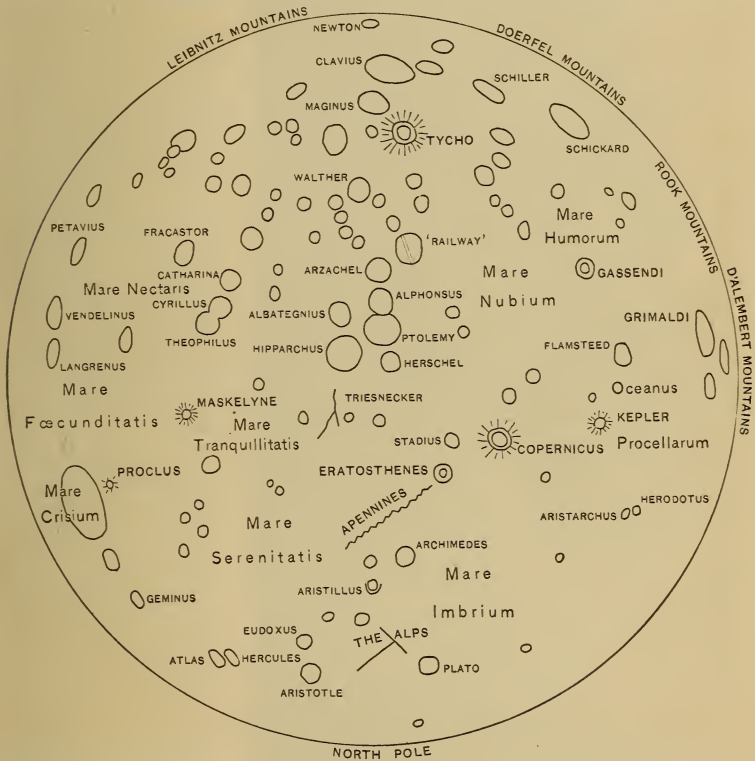 LEIBNITZ MOUNTAINS
NEWTON
DOERFEL MOUNTAINS
CLAVIUS
SCHILLER
MAGINUS
TYCHO
SCHICKARD
ROOK MOUNTAINS
WALTHER
PETAVIUS
FRACASTOR
'RAILWAY'
Mare
Humorum
D'ALEMBERT MOUNTAINS
CATHARINA
ARZACHEL
Mare
Nubium
GASSENDI
Mare Nectaris
CYRILLUS
ALBATEGNIUS
ALPHONSUS
VENDELINUS
THEOPHILUS
PTOLEMY
GRIMALDI
HIPPARCHUS
HERSCHEL
FLAMSTEED
LANGRENUS
Mare
Fœcunditatis
MASKELYNE
Mare
Tranquillitatis
TRIESNECKER
Oceanus
Procellarum
KEPLER
STADIUS
COPERNICUS
PROCLUS
ERATOSTHENES
Mare
Crisium
APENNINES
HERODOTUS
ARISTARCHUS
Mare
Serenitatis
ARCHIMEDES
Mare
Imbrium
ARISTILLUS
GEMINUS
EUDOXUS
THE ALPS
ATLAS
HERCULES
PLATO
ARISTOTLE
NORTH POLE